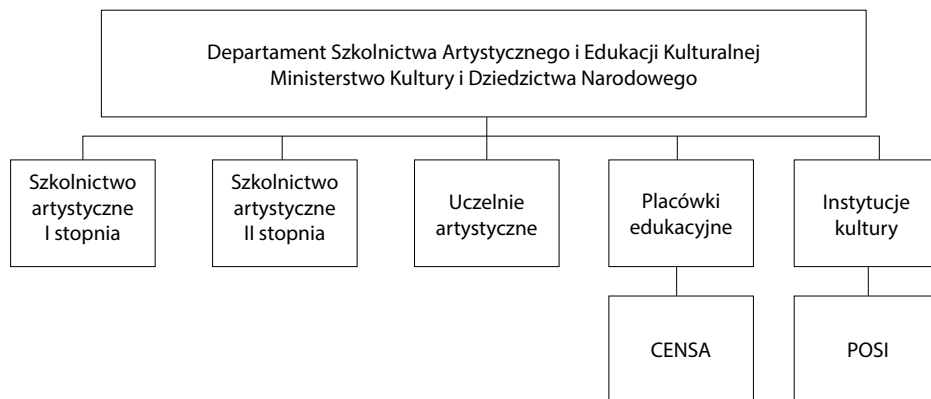 Departament Szkolnictwa Artystycznego i Edukacji Kulturalnej
Ministerstwo Kultury i Dziedzictwa Narodowego
Szkolnictwo
artystyczne
I stopnia
Szkolnictwo
artystyczne
II stopnia
Uczelnie
artystyczne
Placówki
edukacyjne
Instytucje
kultury
CENSA
POSI